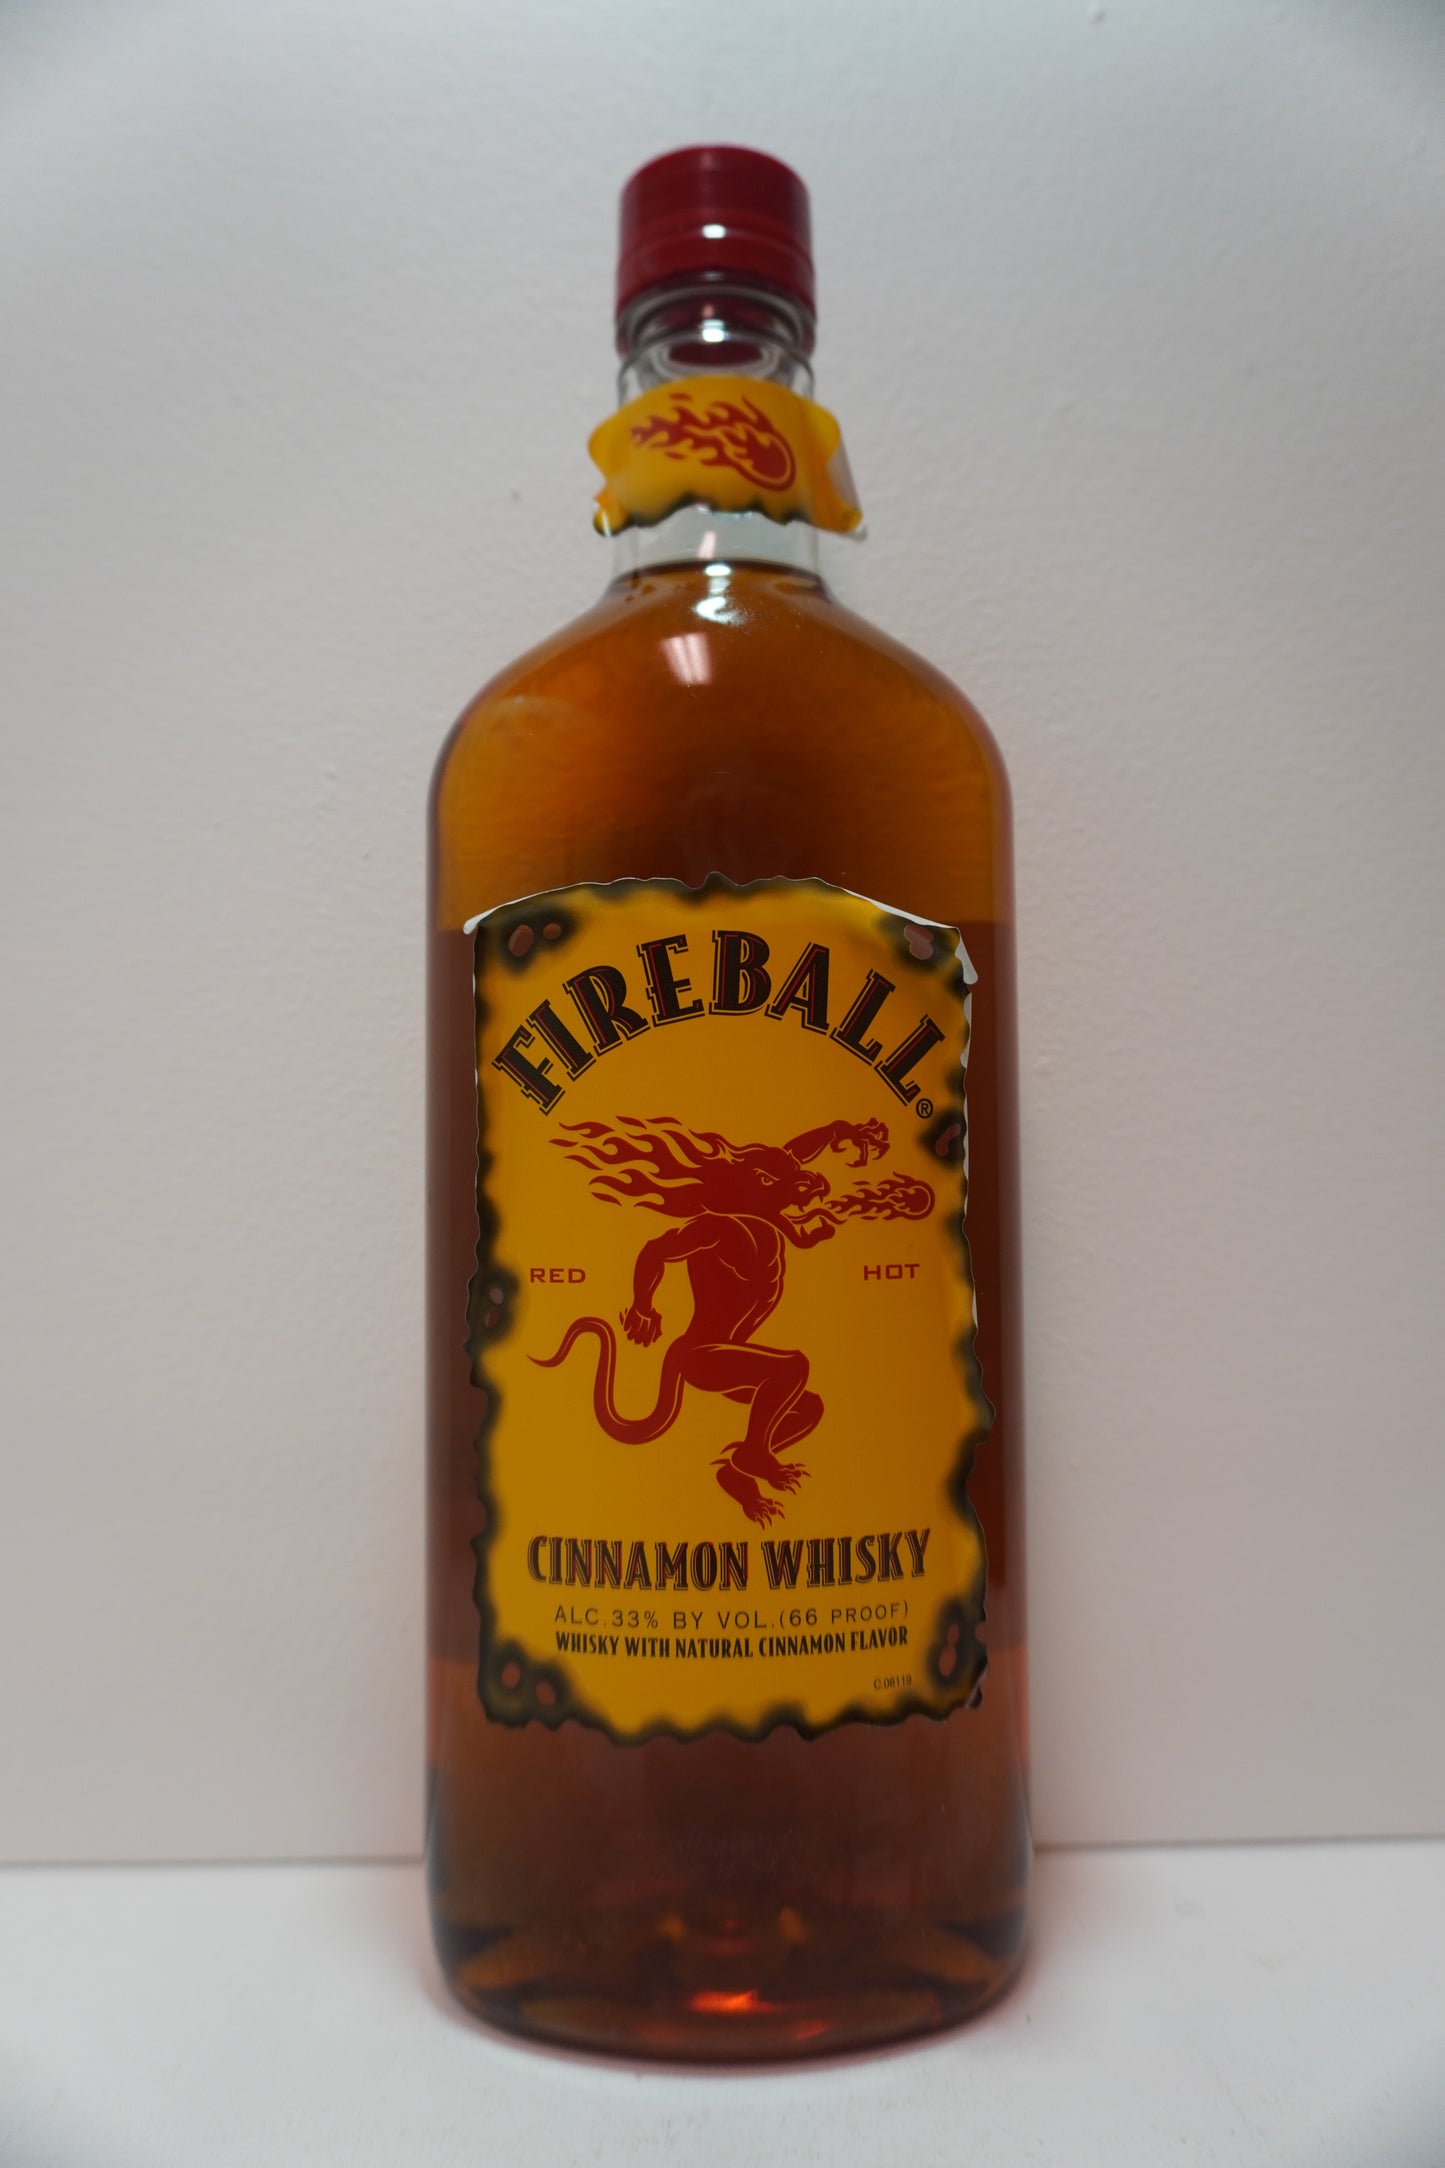 FIREBALL®
RED HOT
CINNAMON WHISKY
ALC.33% BY VOL.(66 PROOF)
WHISKY WITH NATURAL CINNAMON FLAVOR
C.08119